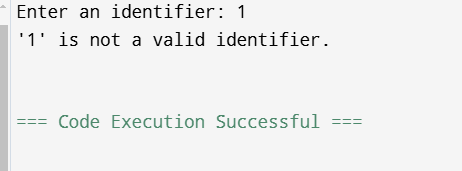 Enter an identifier: 1
'1' is not a valid identifier.
=== Code Execution Successful ===